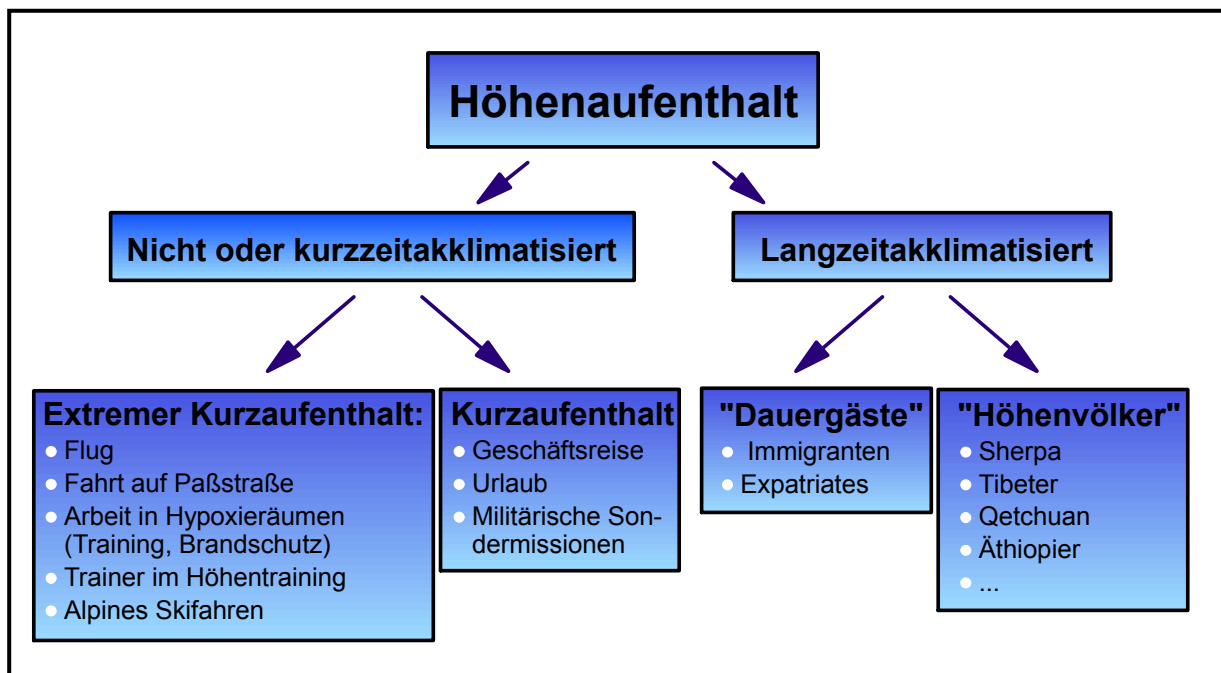 Höhenaufenthalt
Nicht oder kurzzeitakklimatisiert
Langzeitakklimatisiert
Extremer Kurzaufenthalt:
● Flug
● Fahrt auf Paßstraße
● Arbeit in Hypoxieräumen
(Training, Brandschutz)
● Trainer im Höhentraining
● Alpines Skifahren
Kurzaufenthalt
● Geschäftsreise
● Urlaub
● Militärische Son-
dermissionen
"Dauergäste"
● Immigranten
● Expatriates
"Höhenvölker"
● Sherpa
● Tibeter
● Qetchuan
● Äthiopier
● ...